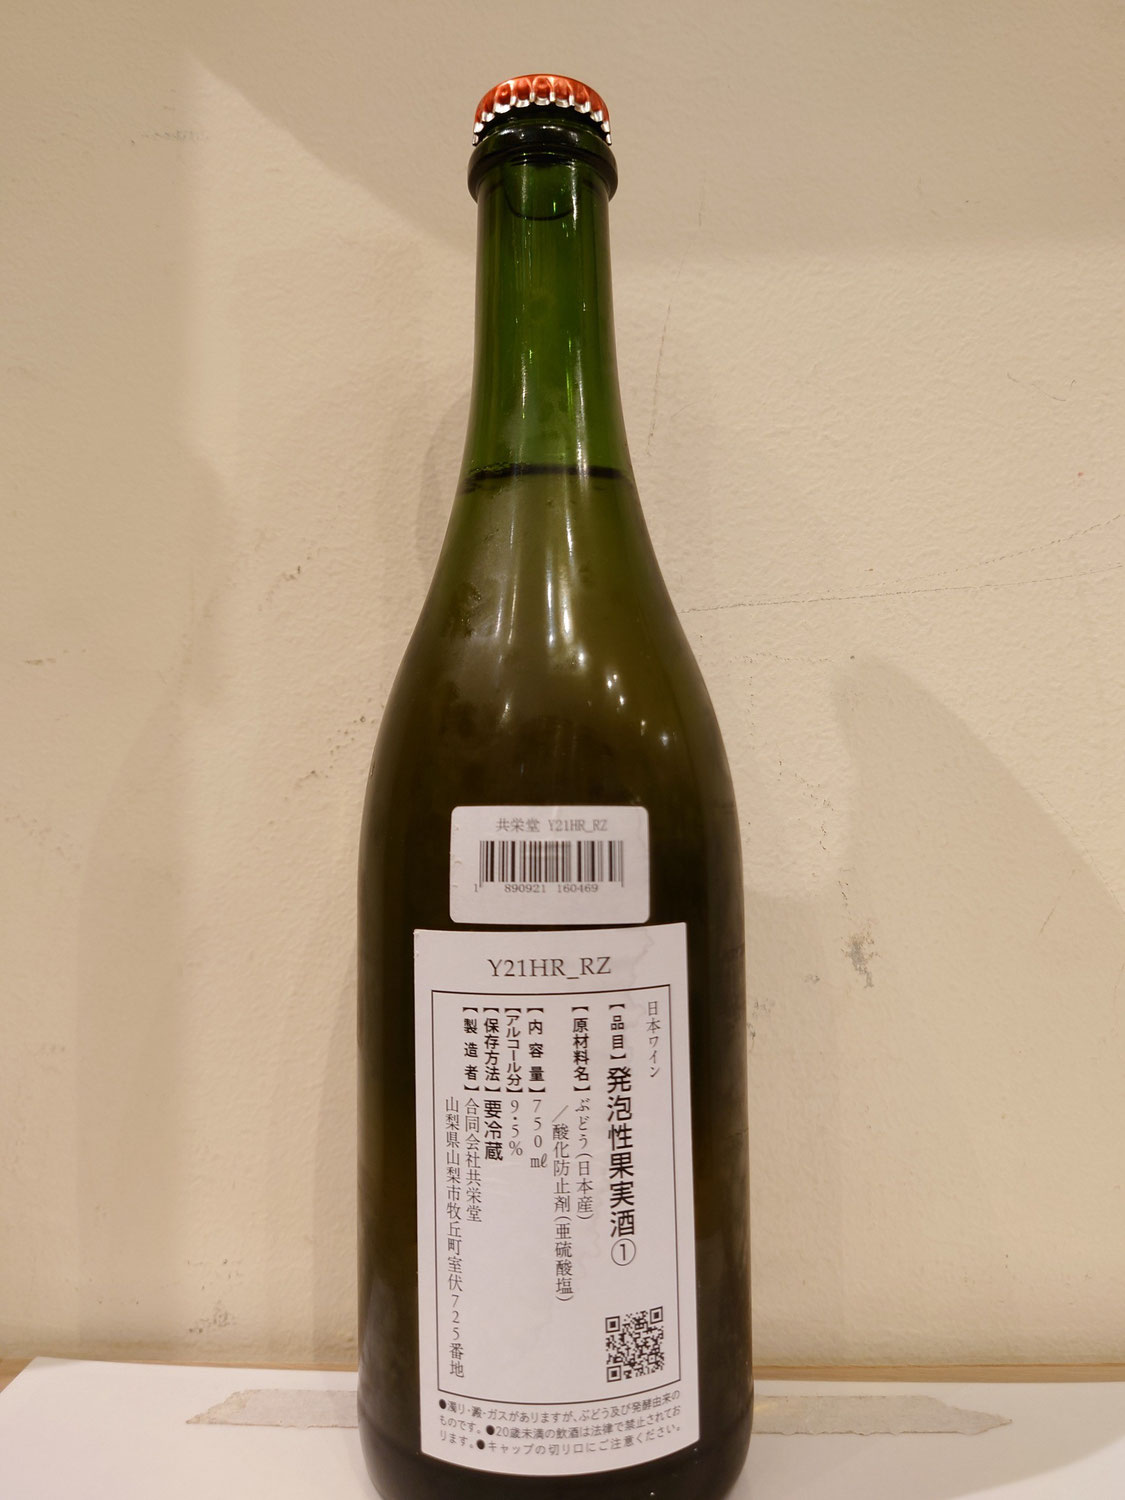 共栄堂 Y21HR_RZ
1 890921 160469
Y21HR_RZ
日本ワイン
【品目】発泡性果実酒①
【原材料名】ぶどう(日本産)
／酸化防止剤(亜硫酸塩)
【内容量】750㎖
【アルコール分】9.5%
【保存方法】要冷蔵
【製造者】合同会社共栄堂
山梨県山梨市牧丘町室伏725番地
●濁り・澱・ガスがありますが、ぶどう及び発酵由来の
ものです。●20歳未満の飲酒は法律で禁止されてお
ります。●キャップの切り口にご注意ください。